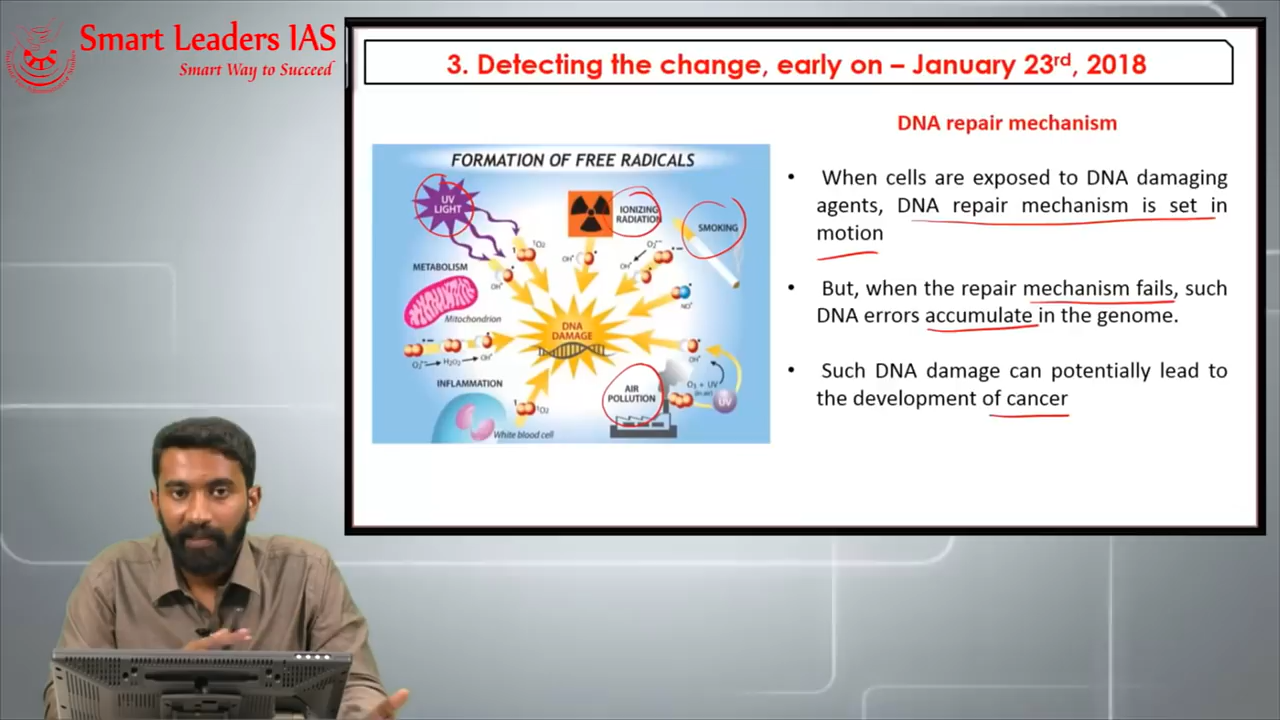 Smart Leaders IAS
Smart Way to Succeed
3. Detecting the change, early on – January 23rd, 2018
DNA repair mechanism
• When cells are exposed to DNA damaging
agents, DNA repair mechanism is set in
motion
• But, when the repair mechanism fails, such
DNA errors accumulate in the genome.
• Such DNA damage can potentially lead to
the development of cancer
FORMATION OF FREE RADICALS
UV
LIGHT
IONIZING
RADIATION
SMOKING
METABOLISM
Mitochondrion
DNA
DAMAGE
INFLAMMATION
White blood cell
AIR
POLLUTION
O₃ + UV
UV